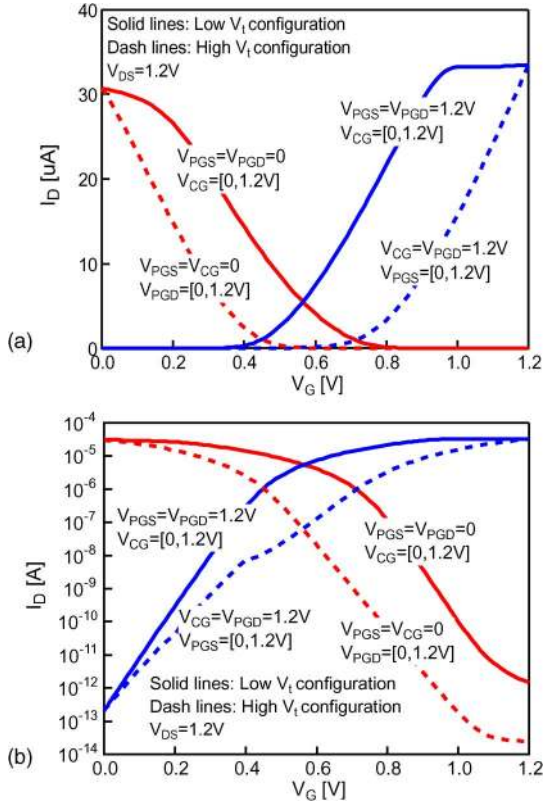 (a)
Solid lines: Low Vt configuration
Dash lines: High Vt configuration
VDS=1.2V
VPGS=VPGD=0
VCG=[0,1.2V]
VPGS=VPGD=1.2V
VCG=[0,1.2V]
VPGS=VCG=0
VPGD=[0,1.2V]
VCG=VPGD=1.2V
VPGS=[0,1.2V]
ID [uA]
40
30
20
10
0
0.0 0.2 0.4 0.6 0.8 1.0 1.2
VG [V]
(b)
VPGS=VPGD=1.2V
VCG=[0,1.2V]
VPGS=VPGD=0
VCG=[0,1.2V]
VCG=VPGD=1.2V
VPGS=[0,1.2V]
VPGS=VCG=0
VPGD=[0,1.2V]
Solid lines: Low Vt configuration
Dash lines: High Vt configuration
VDS=1.2V
ID [A]
10-4
10-5
10-6
10-7
10-8
10-9
10-10
10-11
10-12
10-13
10-14
0.0 0.2 0.4 0.6 0.8 1.0 1.2
VG [V]